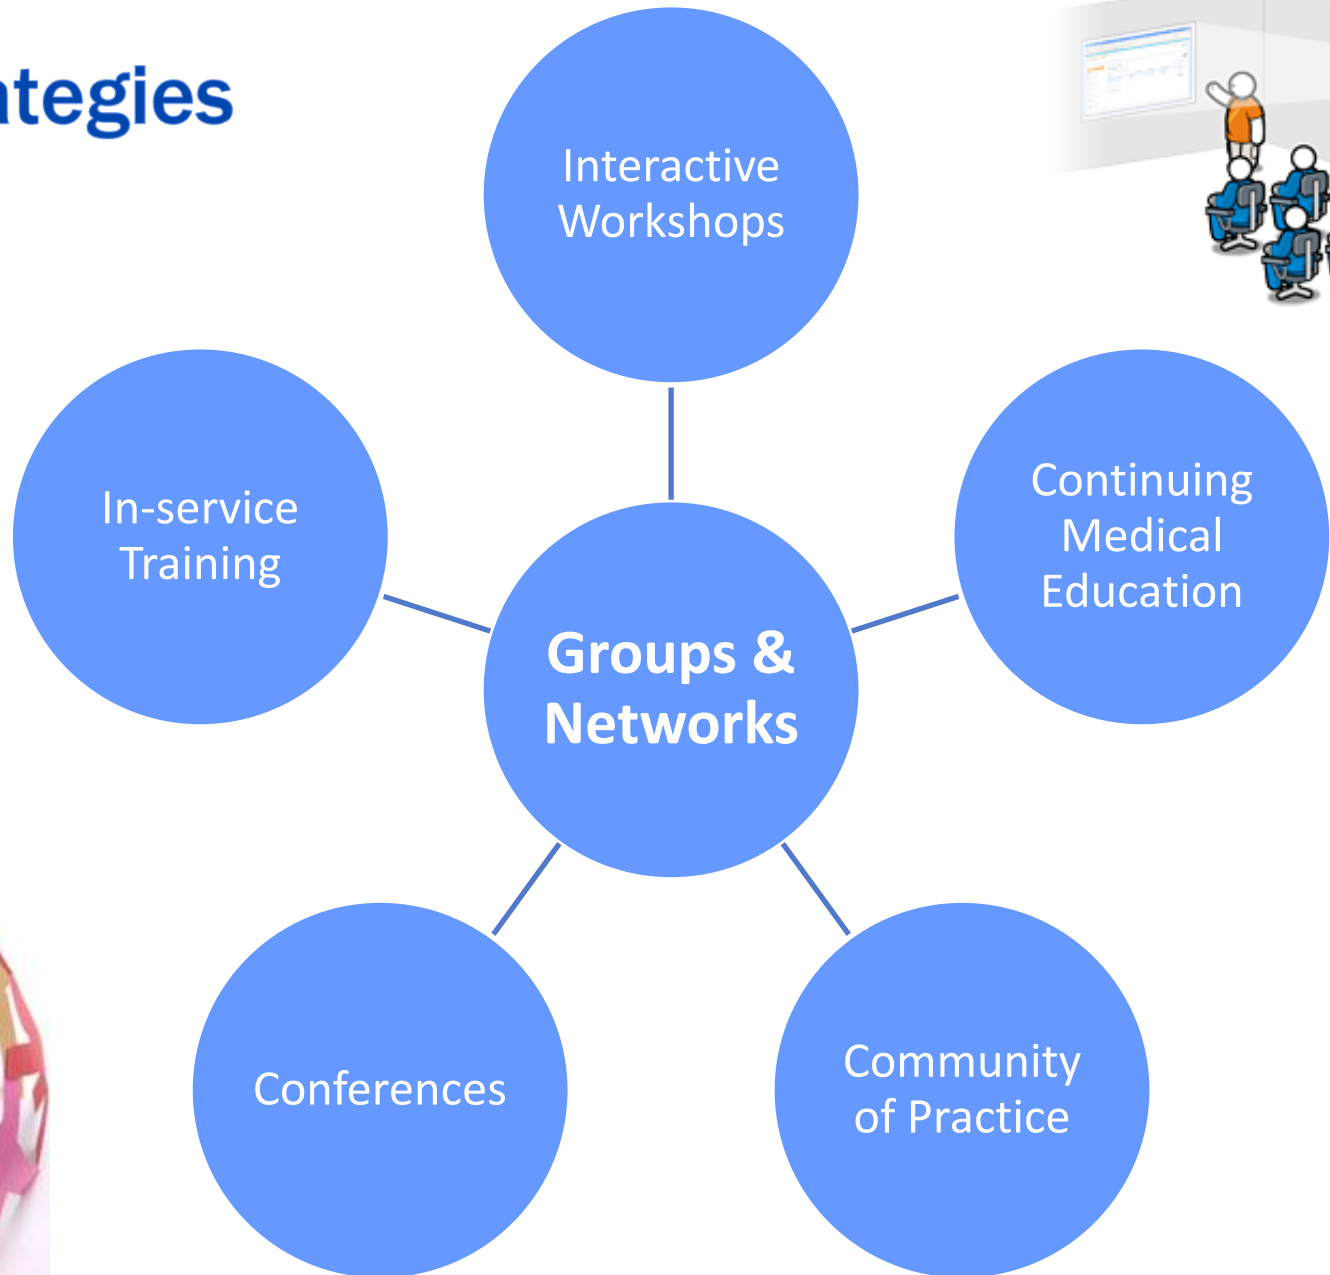 ategies
Interactive
Workshops
In-service
Training
Continuing
Medical
Education
Groups &
Networks
Conferences
Community
of Practice